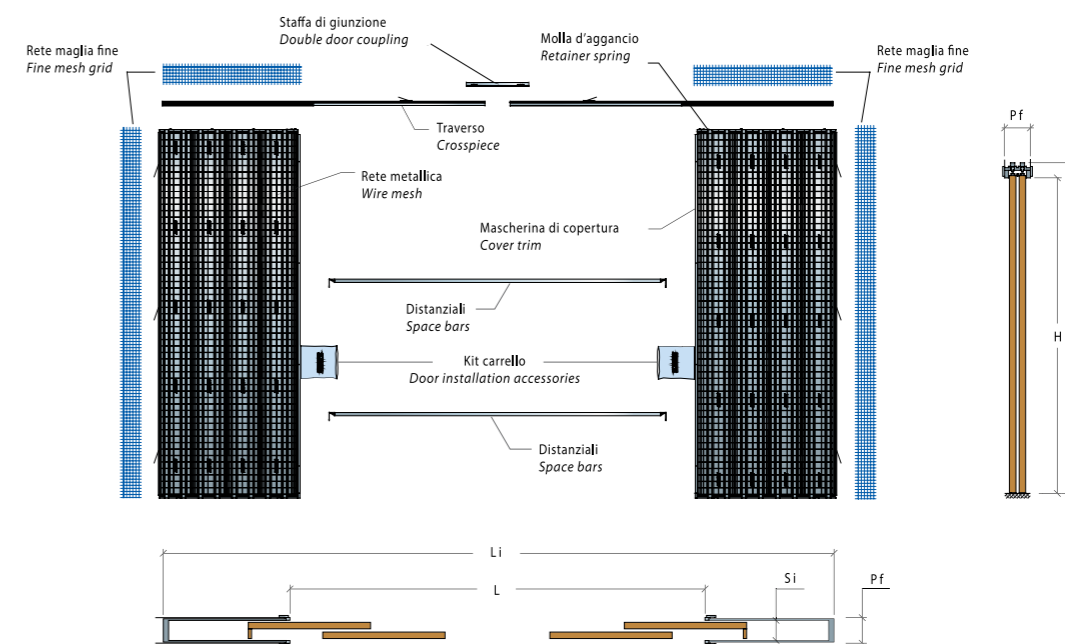 Staffa di giunzione
Double door coupling
Molla d'aggancio
Retainer spring
Rete maglia fine
Fine mesh grid
Rete maglia fine
Fine mesh grid
Pf
Traverso
Crosspiece
Rete metallica
Wire mesh
Mascherina di copertura
Cover trim
Distanziali
Space bars
H
Kit carrello
Door installation accessories
Distanziali
Space bars
Li
L
Si
Pf